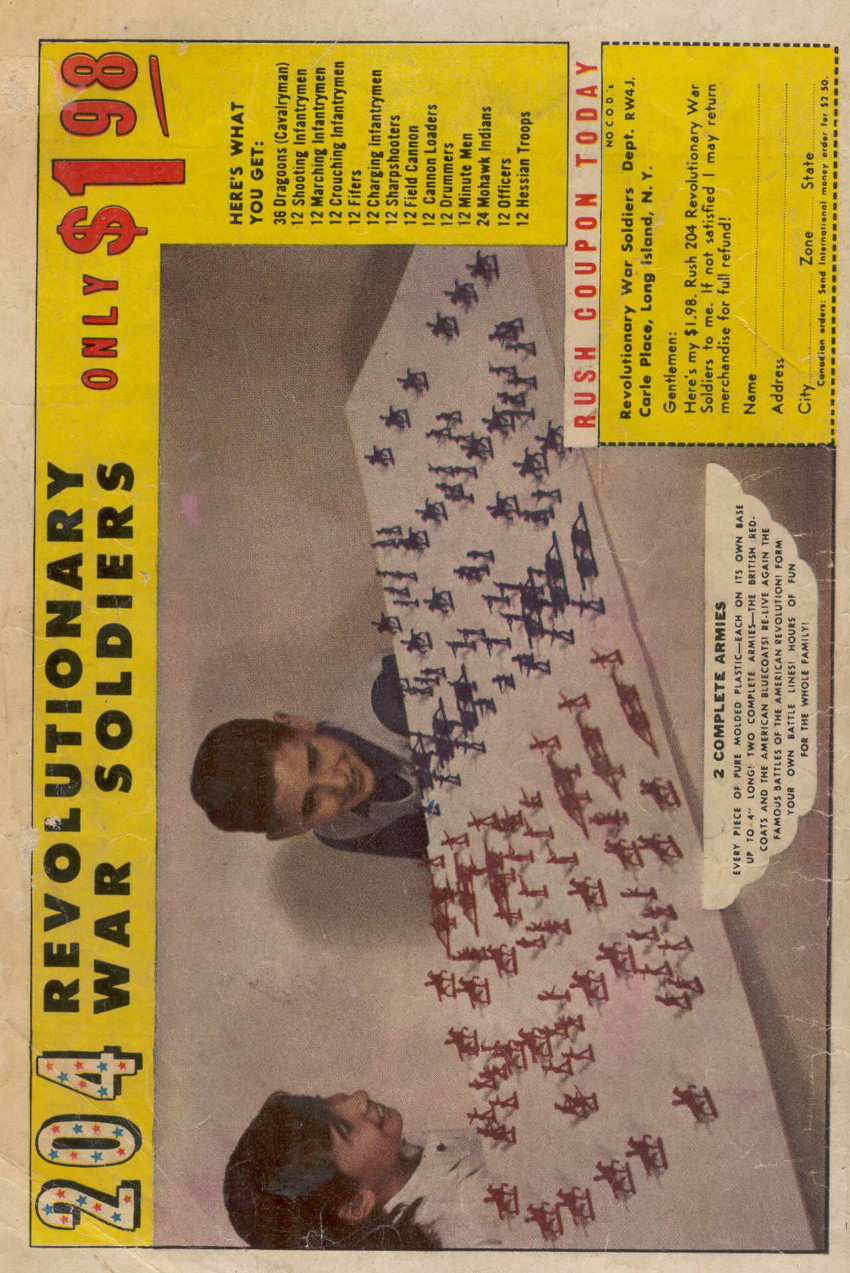 204 REVOLUTIONARY
WAR SOLDIERS
ONLY $1 98
HERE'S WHAT
YOU GET:
36 Dragoons (Cavalryman)
12 Shooting Infantrymen
12 Marching Infantrymen
12 Crouching Infantrymen
12 Fifers
12 Charging Infantrymen
12 Sharpshooters
12 Field Cannon
12 Cannon Loaders
12 Drummers
12 Minute Men
24 Mohawk Indians
12 Officers
12 Hessian Troops
RUSH COUPON TODAY
NO C.O.D.'s
Revolutionary War Soldiers Dept. RW4J.
Carle Place, Long Island, N. Y.
Gentlemen:
Here's my $1.98. Rush 204 Revolutionary War
Soldiers to me. If not satisfied I may return
merchandise for full refund!
Name
Address
City Zone State
Canadian orders: Send International money order for $2.50.
2 COMPLETE ARMIES
EVERY PIECE OF PURE MOLDED PLASTIC—EACH ON ITS OWN BASE
UP TO 4" LONG! TWO COMPLETE ARMIES—THE BRITISH RED-
COATS AND THE AMERICAN BLUECOATS! RE-LIVE AGAIN THE
FAMOUS BATTLES OF THE AMERICAN REVOLUTION! FORM
YOUR OWN BATTLE LINES! HOURS OF FUN
FOR THE WHOLE FAMILY!